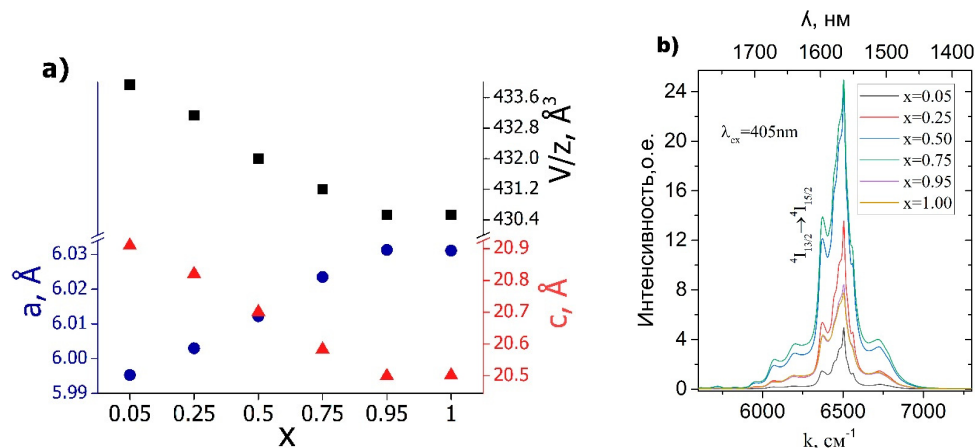 a)
433.6
432.8
432.0
431.2
430.4
V/z, Å³
6.03
6.02
6.01
6.00
5.99
a, Å
20.9
20.8
20.7
20.6
20.5
c, Å
0.05 0.25 0.5 0.75 0.95 1
X
b)
λ, нм
1700 1600 1500 1400
24
20
16
12
8
4
0
Интенсивность,о.е.
λex=405nm
⁴I13/2→⁴I15/2
x=0.05
x=0.25
x=0.50
x=0.75
x=0.95
x=1.00
6000 6500 7000
k, см⁻¹